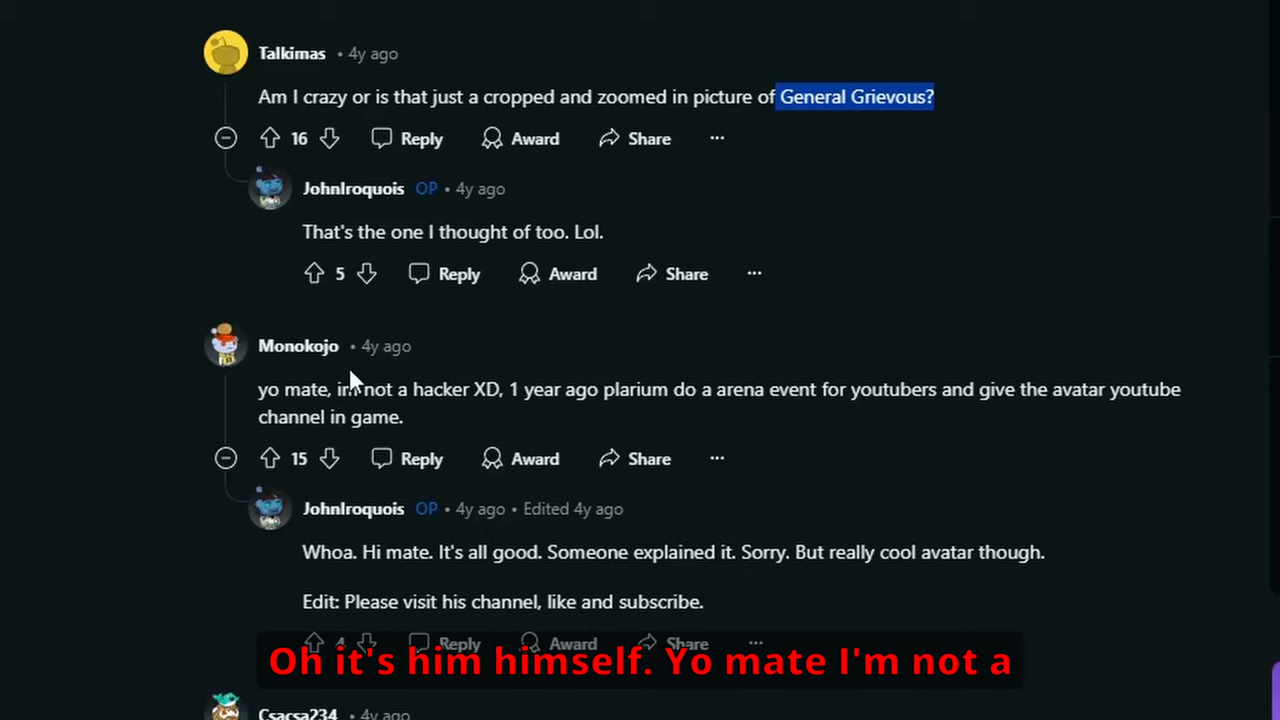 Talkimas • 4y ago
Am I crazy or is that just a cropped and zoomed in picture of General Grievous?
16 Reply Award Share ...
JohnIroquois OP • 4y ago
That's the one I thought of too. Lol.
5 Reply Award Share ...
Monokojo • 4y ago
yo mate, im not a hacker XD, 1 year ago plarium do a arena event for youtubers and give the avatar youtube
channel in game.
15 Reply Award Share ...
JohnIroquois OP • 4y ago • Edited 4y ago
Whoa. Hi mate. It's all good. Someone explained it. Sorry. But really cool avatar though.
Edit: Please visit his channel, like and subscribe.
4 Reply Award Share ...
Oh it's him himself. Yo mate I'm not a
Csacsa234 • 4y ago